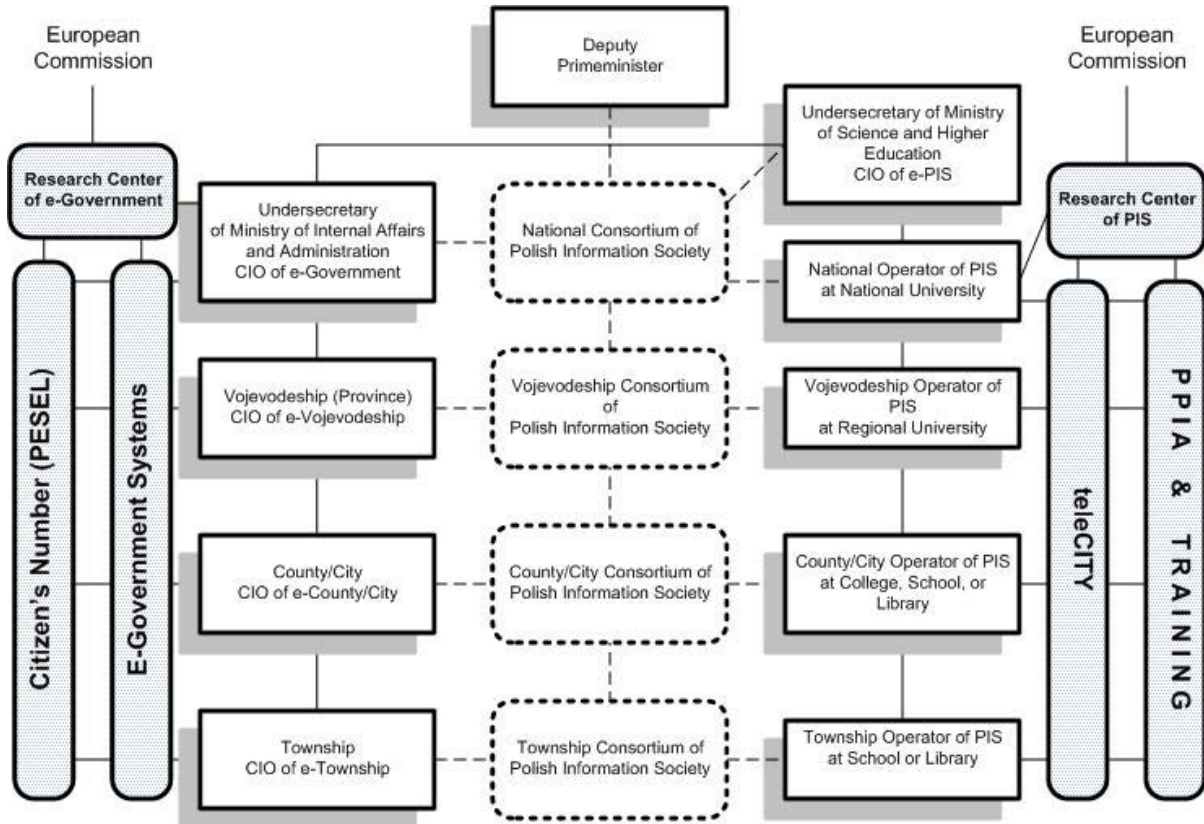 European
Commission
Deputy
Primeminister
European
Commission
Undersecretary of Ministry
of Science and Higher
Education
CIO of e-PIS
Research Center
of e-Government
Undersecretary
of Ministry of Internal Affairs
and Administration
CIO of e-Government
National Consortium of
Polish Information Society
Research Center
of PIS
National Operator of PIS
at National University
Citizen's Number (PESEL)
E-Government Systems
Vojevodeship (Province)
CIO of e-Vojevodeship
Vojevodeship Consortium
of
Polish Information Society
Vojevodeship Operator of
PIS
at Regional University
teleCITY
PPIA & TRAINING
County/City
CIO of e-County/City
County/City Consortium of
Polish Information Society
County/City Operator of PIS
at College, School, or
Library
Township
CIO of e-Township
Township Consortium of
Polish Information Society
Township Operator of PIS
at School or Library